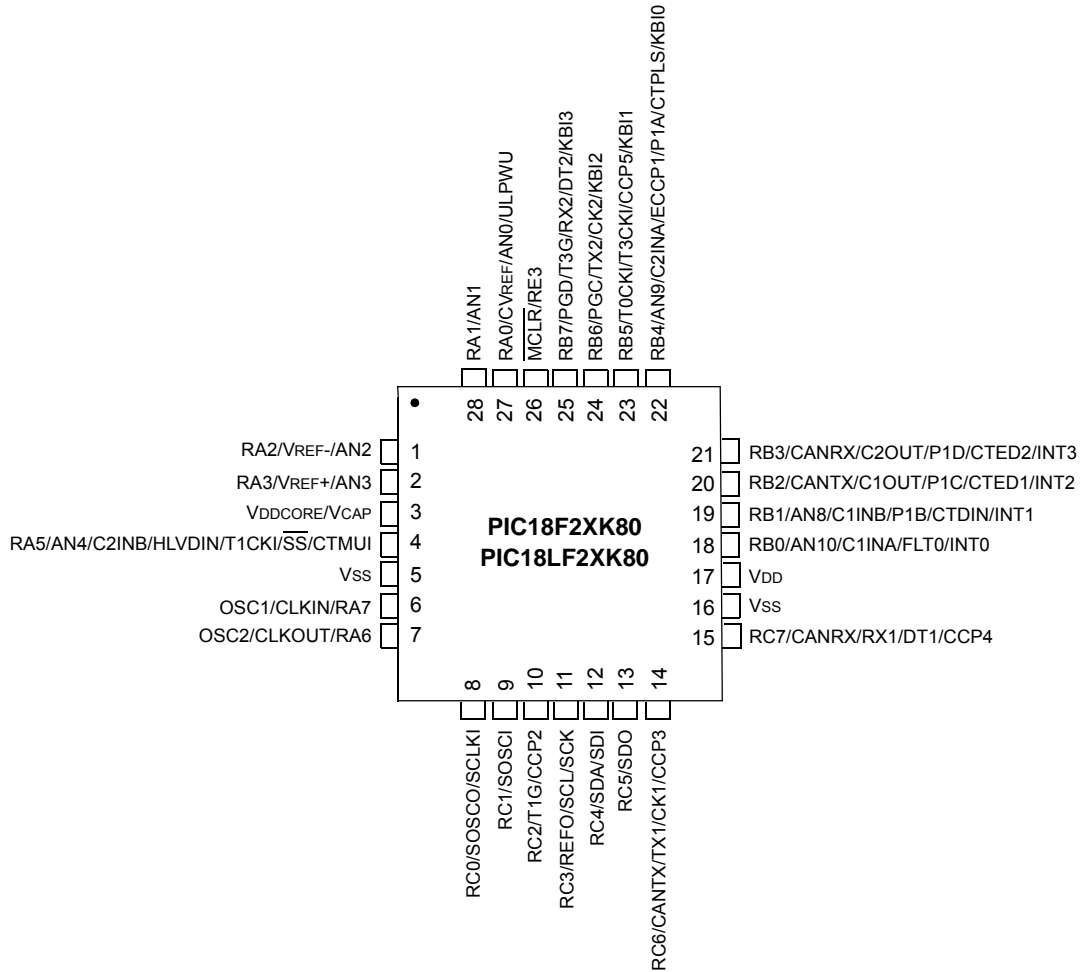 RA1/AN1
RA0/CVREF/AN0/ULPWU
MCLR/RE3
RB7/PGD/T3G/RX2/DT2/KBI3
RB6/PGC/TX2/CK2/KBI2
RB5/T0CKI/T3CKI/CCP5/KBI1
RB4/AN9/C2INA/ECCP1/P1A/CTPLS/KBI0
28
27
26
25
24
23
22
RA2/VREF-/AN2 1
RA3/VREF+/AN3 2
VDDCORE/VCAP 3
RA5/AN4/C2INB/HLVDIN/T1CKI/SS/CTMUI 4
VSS 5
OSC1/CLKIN/RA7 6
OSC2/CLKOUT/RA6 7
PIC18F2XK80
PIC18LF2XK80
21 RB3/CANRX/C2OUT/P1D/CTED2/INT3
20 RB2/CANTX/C1OUT/P1C/CTED1/INT2
19 RB1/AN8/C1INB/P1B/CTDIN/INT1
18 RB0/AN10/C1INA/FLT0/INT0
17 VDD
16 VSS
15 RC7/CANRX/RX1/DT1/CCP4
8
9
10
11
12
13
14
RC0/SOSCO/SCLKI
RC1/SOSCI
RC2/T1G/CCP2
RC3/REFO/SCL/SCK
RC4/SDA/SDI
RC5/SDO
RC6/CANTX/TX1/CK1/CCP3